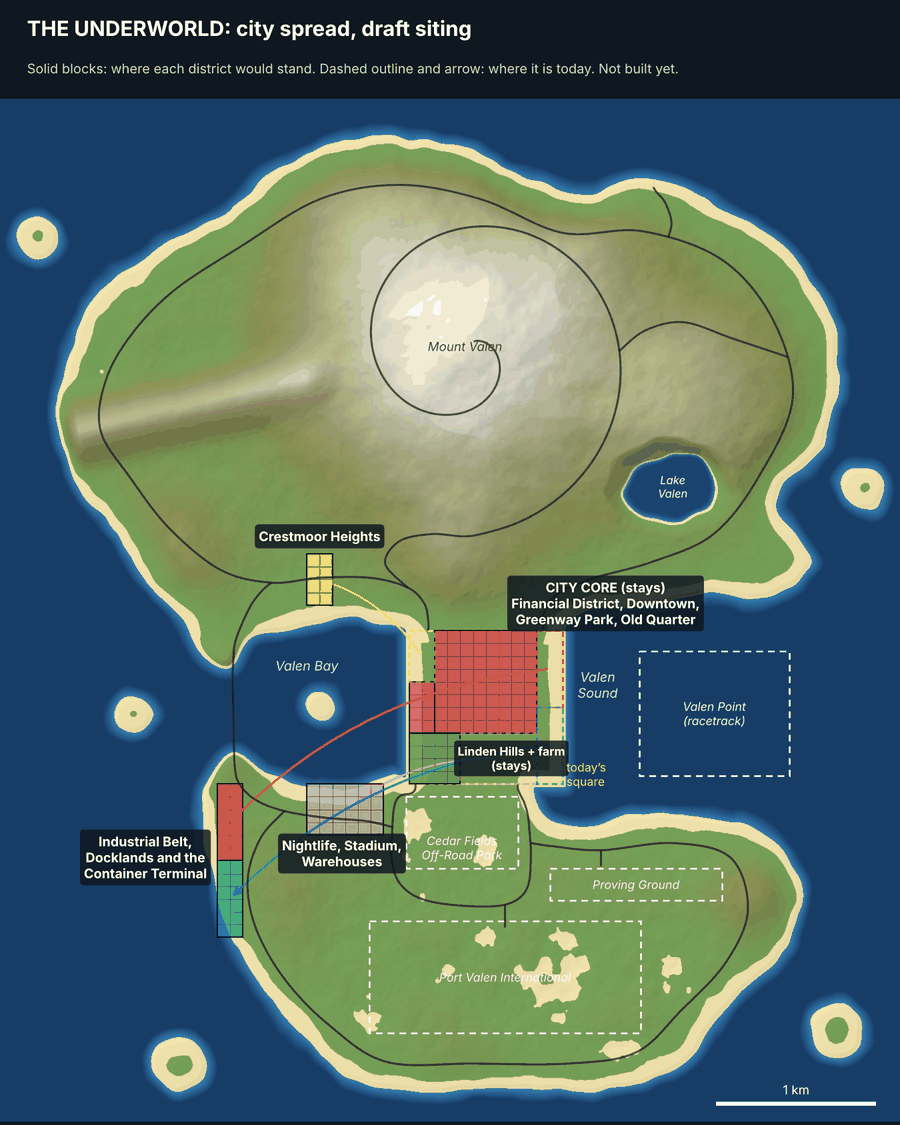 THE UNDERWORLD: city spread, draft siting
Solid blocks: where each district would stand. Dashed outline and arrow: where it is today. Not built yet.
Mount Valen
Lake
Valen
Crestmoor Heights
CITY CORE (stays)
Financial District, Downtown,
Greenway Park, Old Quarter
Valen Bay
Valen
Sound
Valen Point
(racetrack)
Linden Hills + farm
(stays)
today's
square
Industrial Belt,
Docklands and the
Container Terminal
Nightlife, Stadium,
Warehouses
Cedar Fields
Off-Road Park
Proving Ground
Port Valen International
1 km